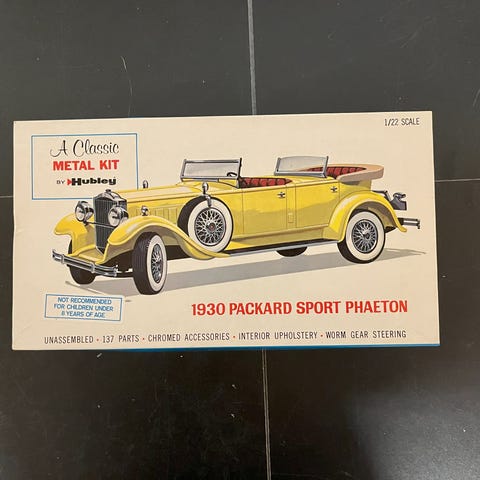 1/22 SCALE
A Classic
METAL KIT
BY Hubley
NOT RECOMMENDED
FOR CHILDREN UNDER
8 YEARS OF AGE
1930 PACKARD SPORT PHAETON
UNASSEMBLED • 137 PARTS • CHROMED ACCESSORIES • INTERIOR UPHOLSTERY • WORM GEAR STEERING